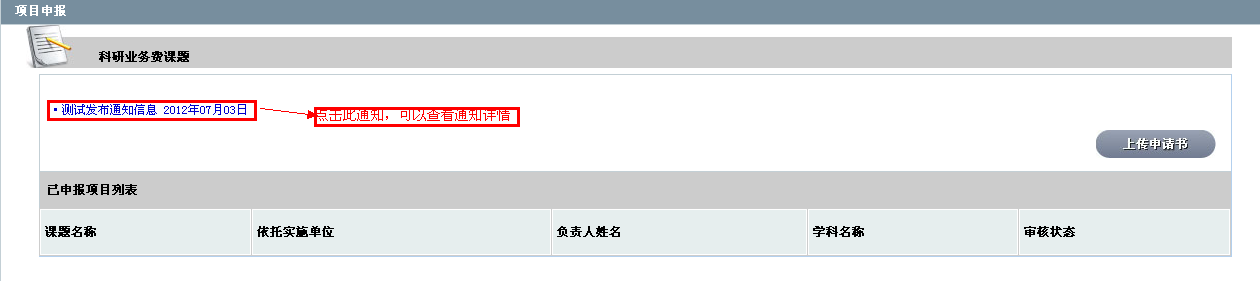 项目申报
科研业务费课题
测试发布通知信息 2012年07月03日
点击此通知，可以查看通知详情
上传申请书
已申报项目列表
课题名称 依托实施单位 负责人姓名 学科名称 审核状态